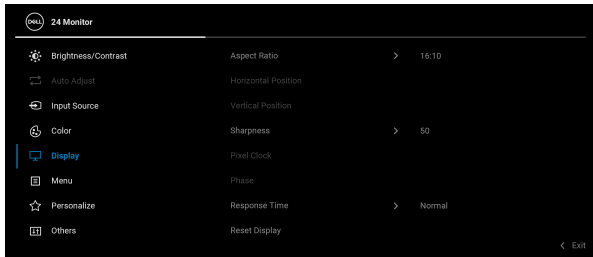 DELL 24 Monitor
Brightness/Contrast Aspect Ratio > 16:10
Auto Adjust Horizontal Position
Input Source Vertical Position
Color Sharpness > 50
Display Pixel Clock
Menu Phase
Personalize Response Time > Normal
Others Reset Display
< Exit